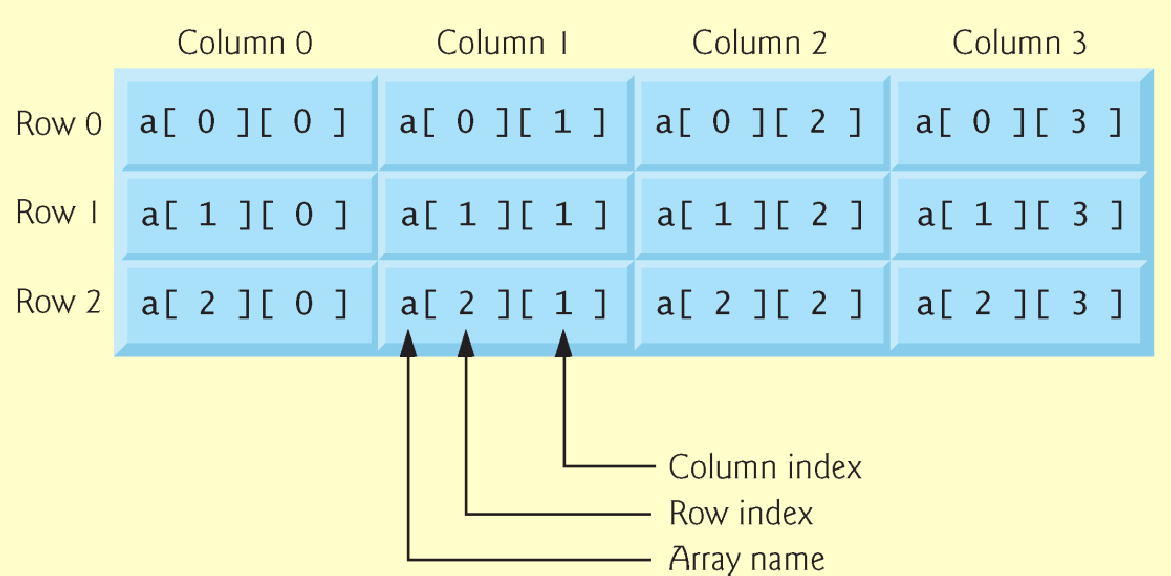 Column 0 Column 1 Column 2 Column 3
Row 0 a[ 0 ][ 0 ] a[ 0 ][ 1 ] a[ 0 ][ 2 ] a[ 0 ][ 3 ]
Row 1 a[ 1 ][ 0 ] a[ 1 ][ 1 ] a[ 1 ][ 2 ] a[ 1 ][ 3 ]
Row 2 a[ 2 ][ 0 ] a[ 2 ][ 1 ] a[ 2 ][ 2 ] a[ 2 ][ 3 ]
Column index
Row index
Array name